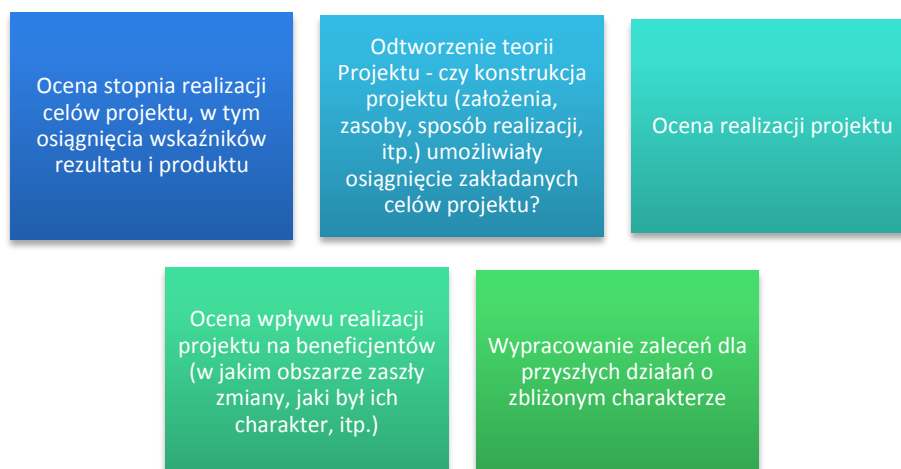 Ocena stopnia realizacji
celów projektu, w tym
osiągnięcia wskaźników
rezultatu i produktu
Odtworzenie teorii
Projektu - czy konstrukcja
projektu (założenia,
zasoby, sposób realizacji,
itp.) umożliwiały
osiągnięcie zakładanych
celów projektu?
Ocena realizacji projektu
Ocena wpływu realizacji
projektu na beneficjentów
(w jakim obszarze zaszły
zmiany, jaki był ich
charakter, itp.)
Wypracowanie zaleceń dla
przyszłych działań o
zbliżonym charakterze